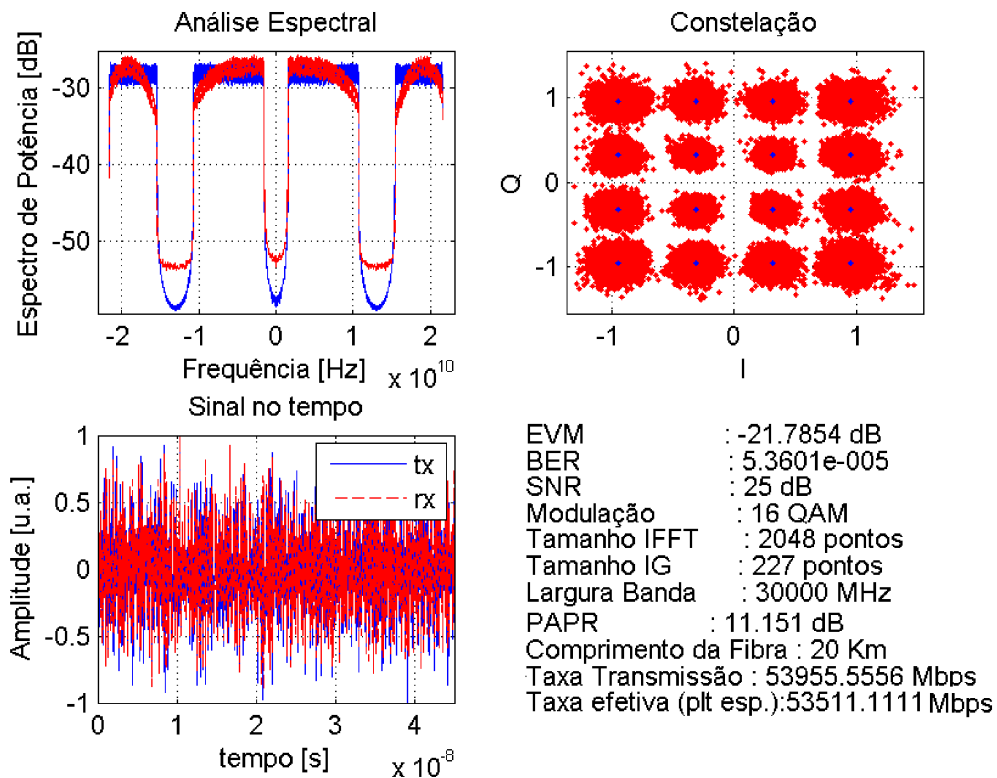 Análise Espectral
Espectro de Potência [dB]
-30
-40
-50
-2 -1 0 1 2
Frequência [Hz]
x 10^10
Constelação
Q
1
0
-1
-1 0 1
I
Sinal no tempo
Amplitude [u.a.]
1
0.5
0
-0.5
-1
tx
rx
0 1 2 3 4
tempo [s]
x 10^-8
EVM : -21.7854 dB
BER : 5.3601e-005
SNR : 25 dB
Modulação : 16 QAM
Tamanho IFFT : 2048 pontos
Tamanho IG : 227 pontos
Largura Banda : 30000 MHz
PAPR : 11.151 dB
Comprimento da Fibra : 20 Km
Taxa Transmissão : 53955.5556 Mbps
Taxa efetiva (plt esp.):53511.1111 Mbps